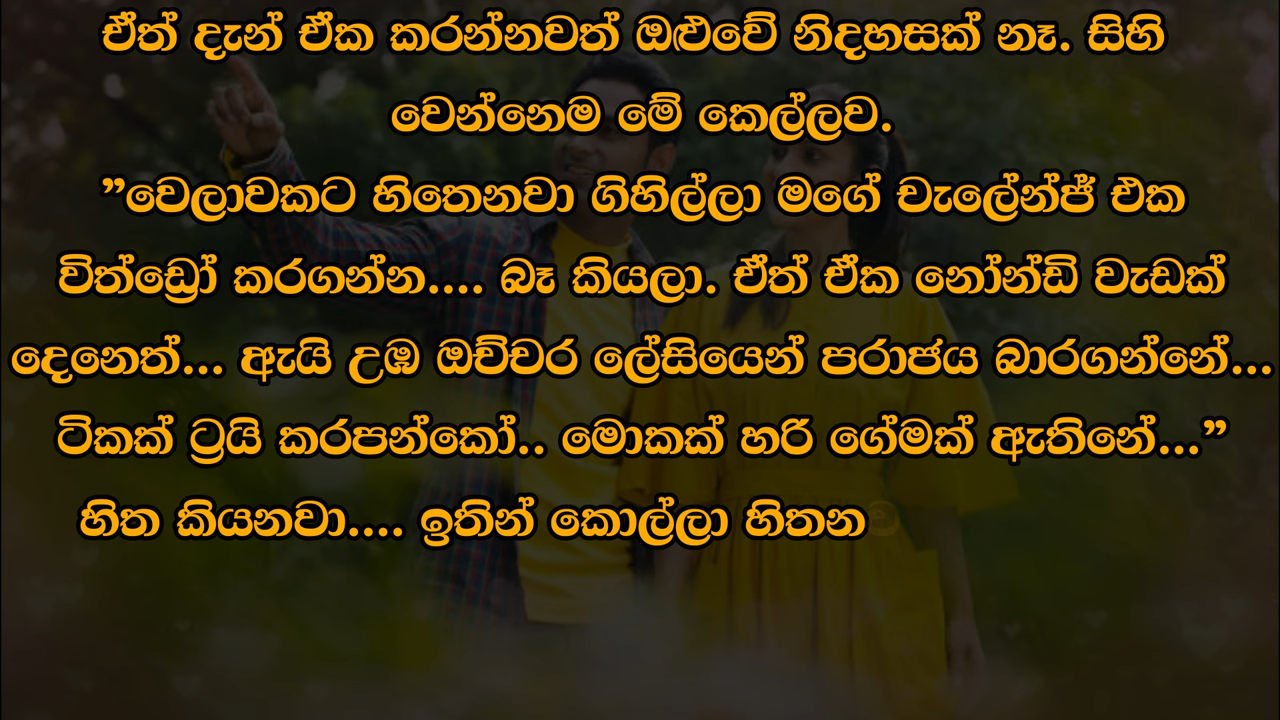 ඒත් දැන් ඒක කරන්නවත් ඔළුවේ නිදහසක් නෑ. සිහි
වෙන්නෙම මේ කෙල්ලව.
”වෙලාවකට හිතෙනවා ගිහිල්ලා මගේ චැලේන්ජ් එක
විත්ඩ්‍රෝ කරගන්න.... බෑ කියලා. ඒත් ඒක නෝන්ඩි වැඩක්
දෙනෙත්... ඇයි උඹ ඔච්චර ලේසියෙන් පරාජය බාරගන්නේ...
ටිකක් ට්‍රයි කරපන්කෝ.. මොකක් හරි ගේමක් ඇතිනේ...”
හිත කියනවා.... ඉතින් කොල්ලා හිතනව